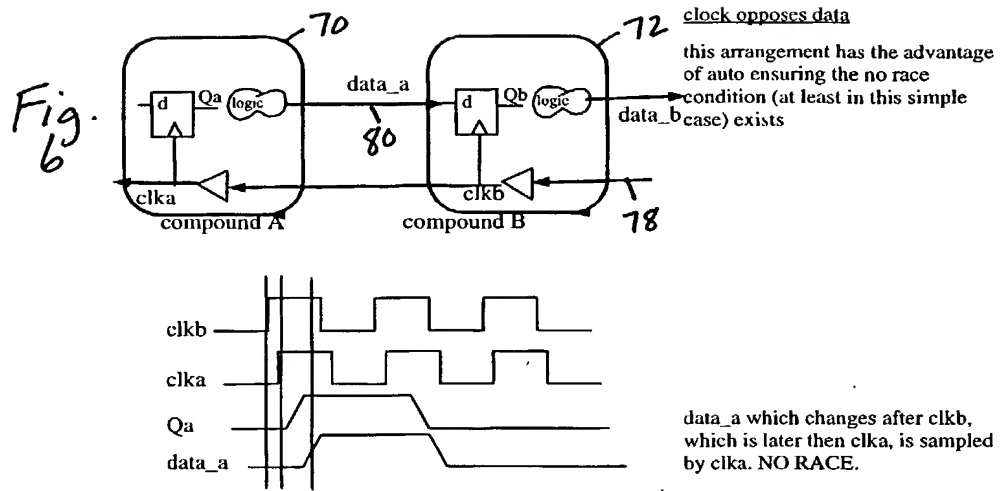 70
72
clock opposes data
this arrangement has the advantage
of auto ensuring the no race
condition (at least in this simple
case) exists
Fig.
6
d
Qa
logic
data_a
80
d
Qb
logic
data_b
clka
clkb
78
compound A
compound B
clkb
clka
Qa
data_a
data_a which changes after clkb,
which is later then clka, is sampled
by clka. NO RACE.